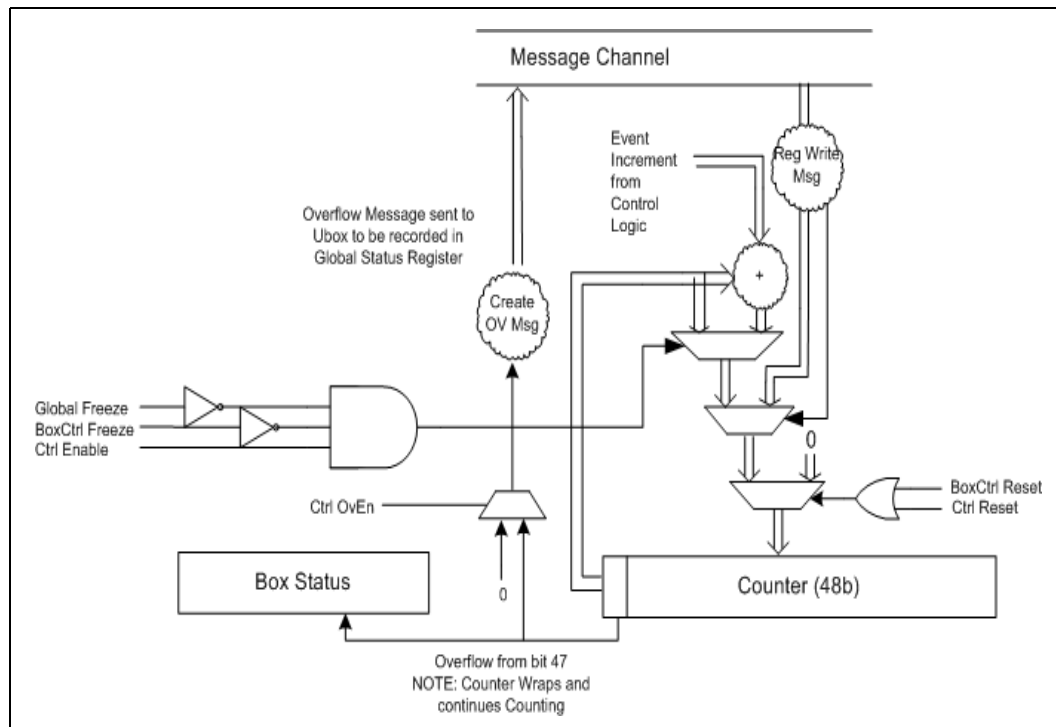 Message Channel
Event
Increment
from
Control
Logic
Reg Write
Msg
Overflow Message sent to
Ubox to be recorded in
Global Status Register
+
Create
OV Msg
Global Freeze
BoxCtrl Freeze
Ctrl Enable
0
BoxCtrl Reset
Ctrl Reset
Ctrl OvEn
Box Status
0
Counter (48b)
Overflow from bit 47
NOTE: Counter Wraps and
continues Counting